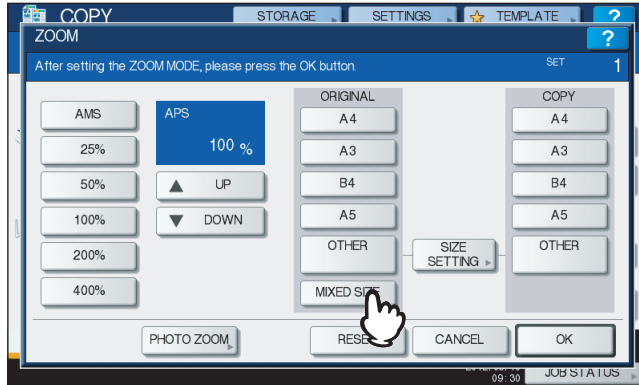 COPY
STORAGE
SETTINGS
TEMPLATE
?
ZOOM
?
After setting the ZOOM MODE, please press the OK button.
SET 1
ORIGINAL
COPY
AMS
APS
100 %
A4
A4
25%
A3
A3
50%
UP
B4
B4
100%
DOWN
A5
A5
200%
OTHER
SIZE
SETTING
OTHER
400%
MIXED SIZE
PHOTO ZOOM
CANCEL
OK
09:30
JOB STATUS